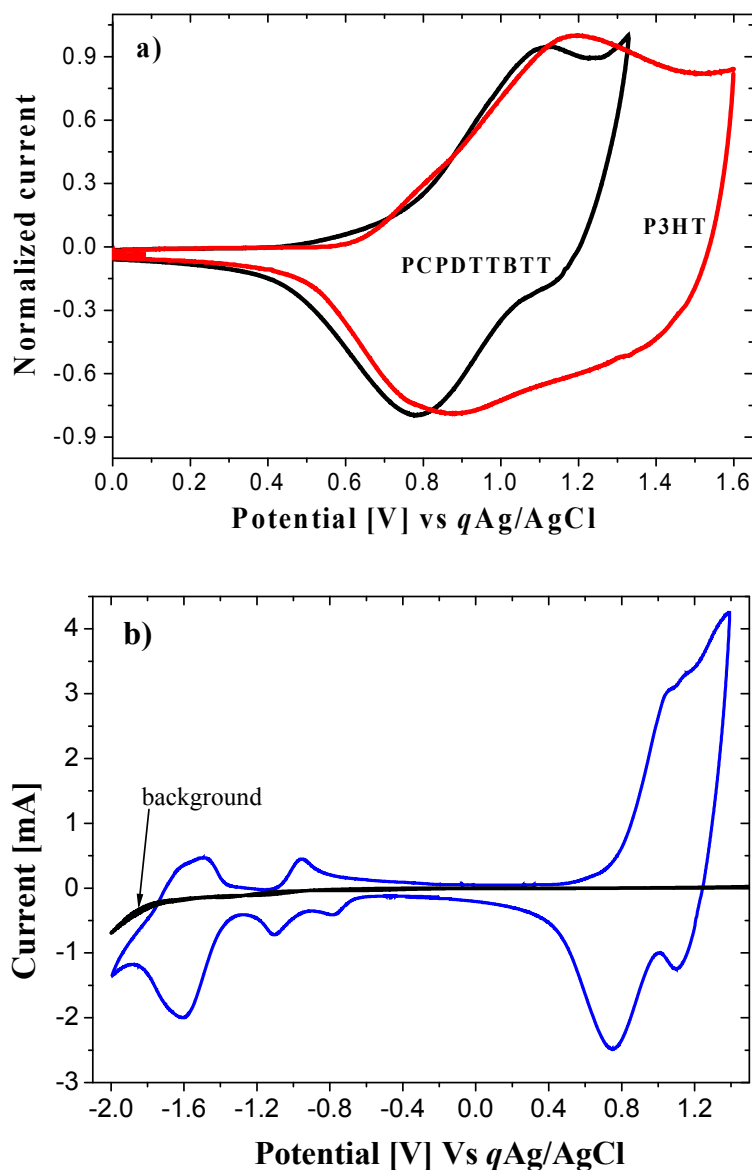 a)
0.9
0.6
0.3
0.0
-0.3
-0.6
-0.9
Normalized current
PCPDTTBTT
P3HT
0.0 0.2 0.4 0.6 0.8 1.0 1.2 1.4 1.6
Potential [V] vs qAg/AgCl
b)
4
3
2
1
0
-1
-2
-3
Current [mA]
background
-2.0 -1.6 -1.2 -0.8 -0.4 0.0 0.4 0.8 1.2
Potential [V] Vs qAg/AgCl